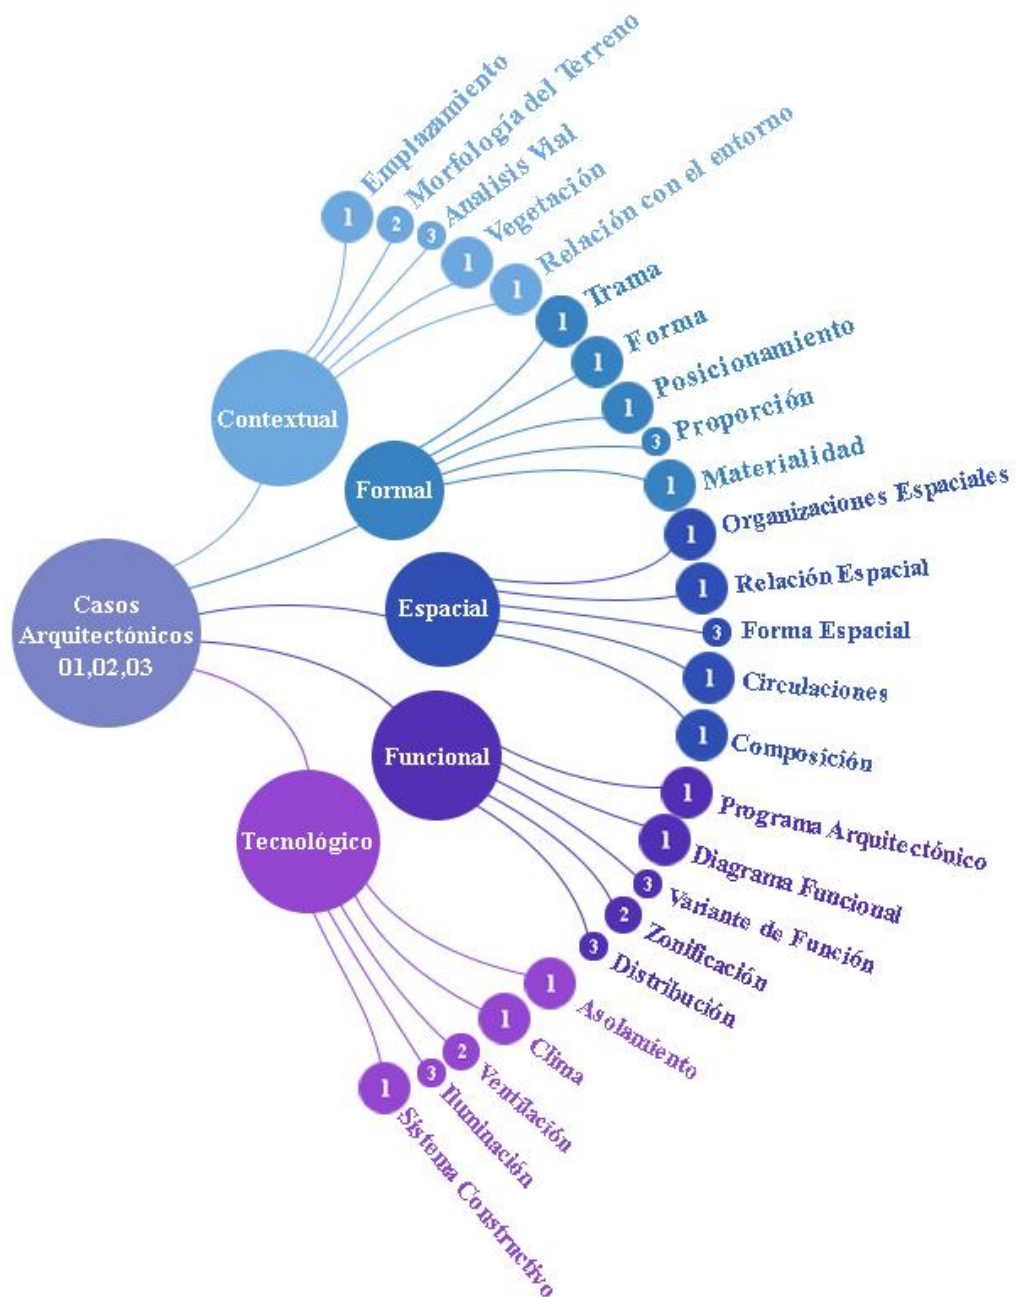 Casos
Arquitectónicos
01,02,03
Contextual
1 Emplazamiento
2 Morfología del Terreno
3 Analisis Vial
1 Vegetación
1 Relación con el entorno
Formal
1 Trama
1 Forma
1 Posicionamiento
3 Proporción
1 Materialidad
Espacial
1 Organizaciones Espaciales
1 Relación Espacial
3 Forma Espacial
1 Circulaciones
1 Composición
Funcional
1 Programa Arquitectónico
1 Diagrama Funcional
3 Variante de Función
2 Zonificación
3 Distribución
Tecnológico
1 Asolamiento
1 Clima
2 Ventilación
3 Iluminación
1 Sistema Constructivo